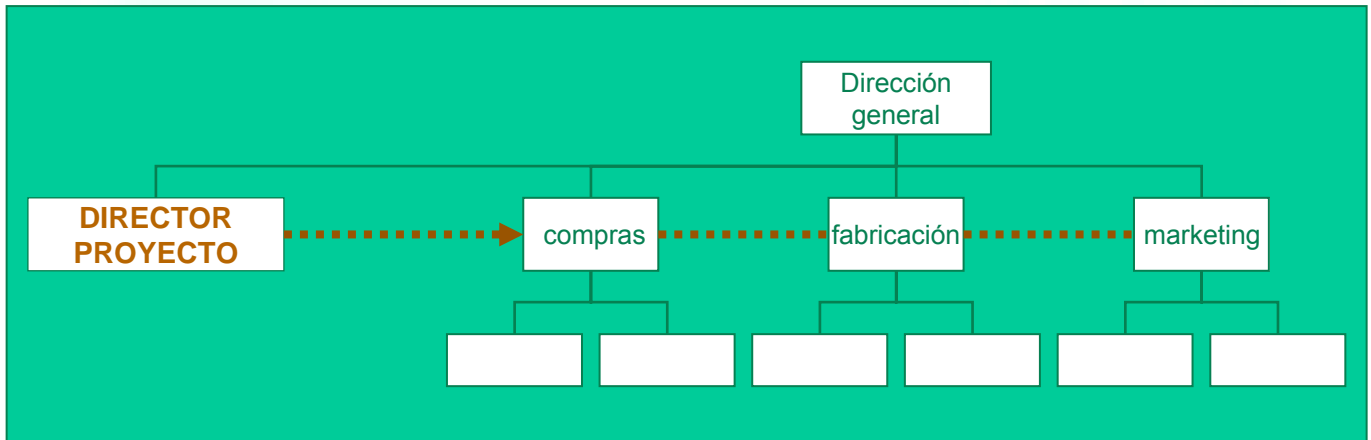 Dirección
general
DIRECTOR
PROYECTO
compras
fabricación
marketing